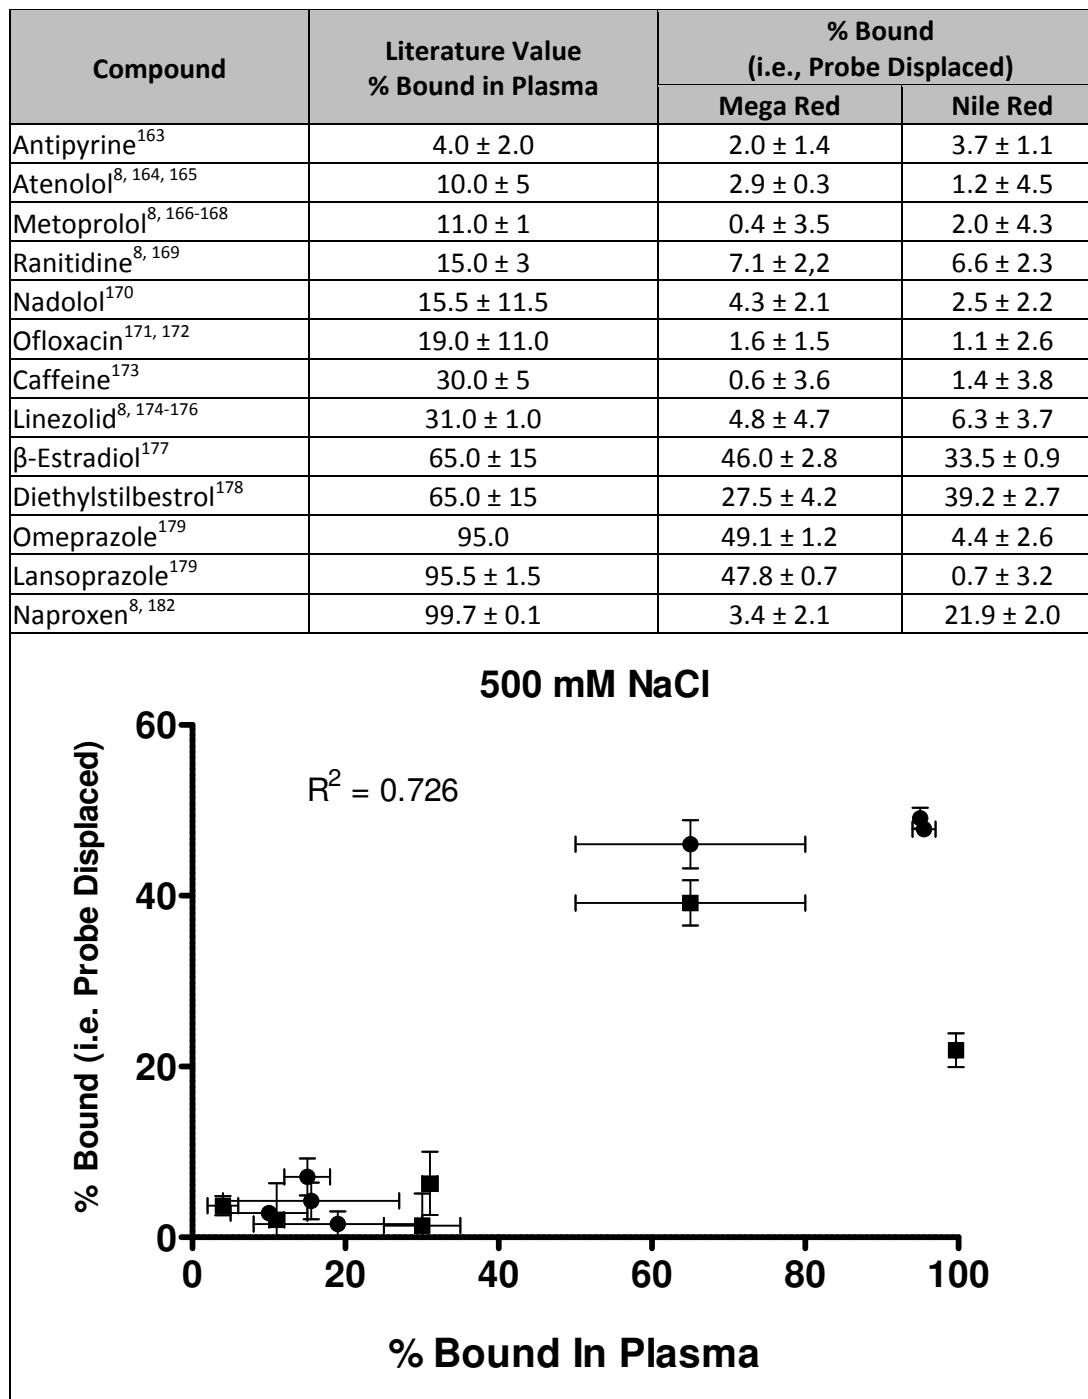 Compound Literature Value % Bound
% Bound in Plasma (i.e., Probe Displaced)
Mega Red Nile Red
Antipyrine163 4.0 ± 2.0 2.0 ± 1.4 3.7 ± 1.1
Atenolol8, 164, 165 10.0 ± 5 2.9 ± 0.3 1.2 ± 4.5
Metoprolol8, 166-168 11.0 ± 1 0.4 ± 3.5 2.0 ± 4.3
Ranitidine8, 169 15.0 ± 3 7.1 ± 2,2 6.6 ± 2.3
Nadolol170 15.5 ± 11.5 4.3 ± 2.1 2.5 ± 2.2
Ofloxacin171, 172 19.0 ± 11.0 1.6 ± 1.5 1.1 ± 2.6
Caffeine173 30.0 ± 5 0.6 ± 3.6 1.4 ± 3.8
Linezolid8, 174-176 31.0 ± 1.0 4.8 ± 4.7 6.3 ± 3.7
β-Estradiol177 65.0 ± 15 46.0 ± 2.8 33.5 ± 0.9
Diethylstilbestrol178 65.0 ± 15 27.5 ± 4.2 39.2 ± 2.7
Omeprazole179 95.0 49.1 ± 1.2 4.4 ± 2.6
Lansoprazole179 95.5 ± 1.5 47.8 ± 0.7 0.7 ± 3.2
Naproxen8, 182 99.7 ± 0.1 3.4 ± 2.1 21.9 ± 2.0
500 mM NaCl
R2 = 0.726
% Bound (i.e. Probe Displaced)
60
40
20
0
0 20 40 60 80 100
% Bound In Plasma